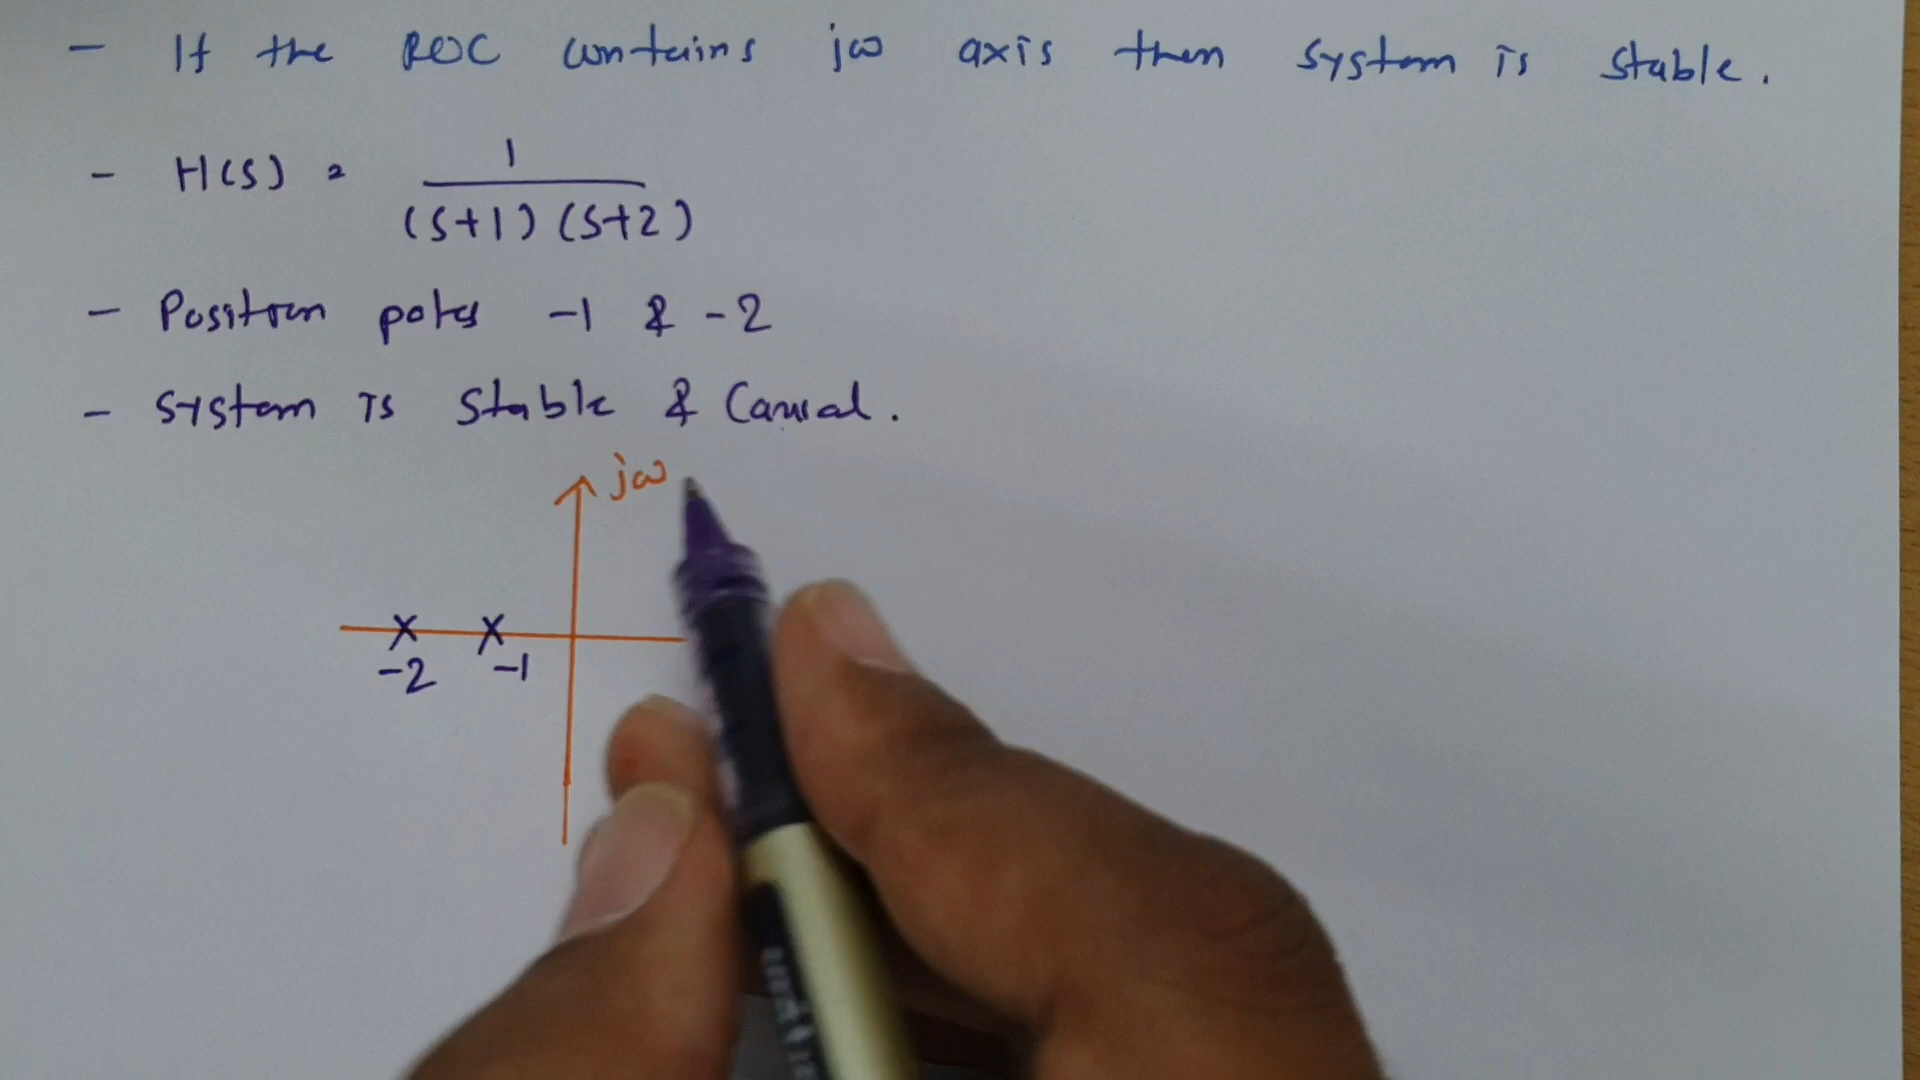 - If the ROC contains jω axis then system is stable.
- H(s) = 1
(s+1) (s+2)
- Position poles -1 & -2
- System is stable & Causal.
jω
-2 -1